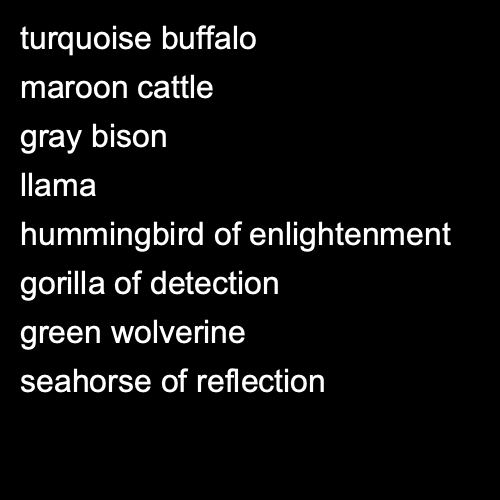 turquoise buffalo
maroon cattle
gray bison
llama
hummingbird of enlightenment
gorilla of detection
green wolverine
seahorse of reflection